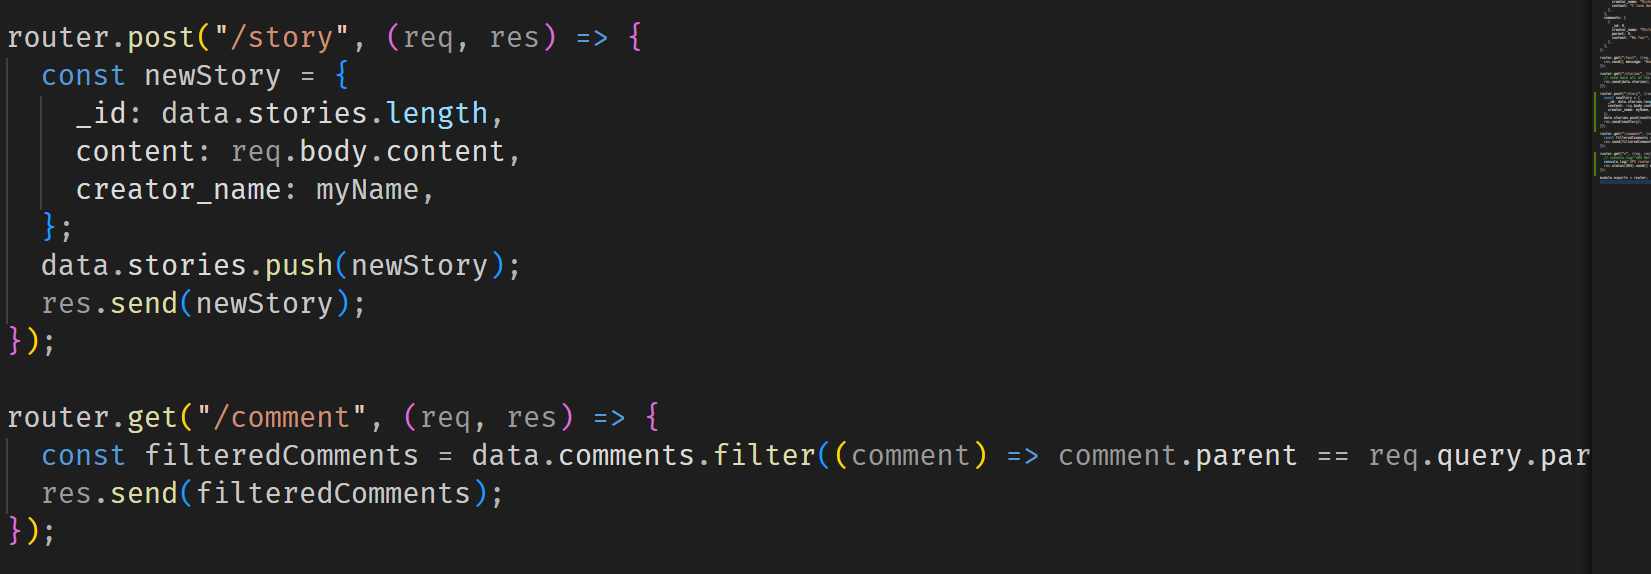 router.post("/story", (req, res) => {
  const newStory = {
    _id: data.stories.length,
    content: req.body.content,
    creator_name: myName,
  };
  data.stories.push(newStory);
  res.send(newStory);
});

router.get("/comment", (req, res) => {
  const filteredComments = data.comments.filter((comment) => comment.parent == req.query.par
  res.send(filteredComments);
});